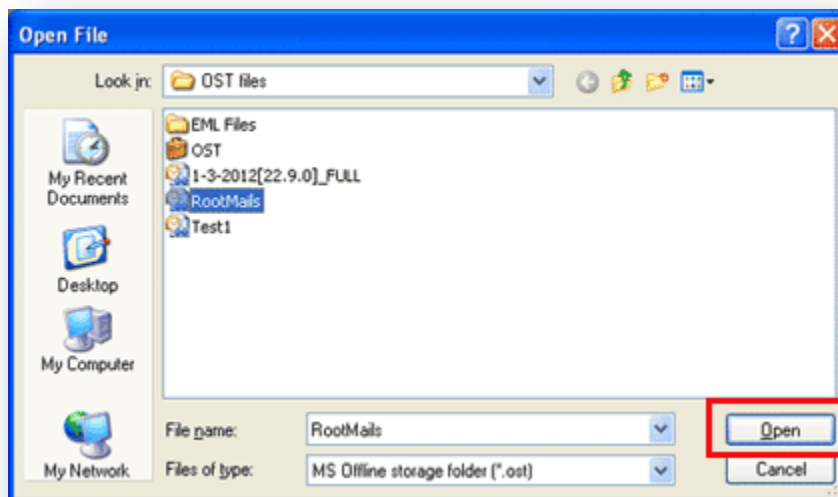 Open File
Look in:
OST files
EML Files
OST
1-3-2012[22.9.0]_FULL
RootMails
Test1
My Recent
Documents
Desktop
My Computer
My Network
File name:
RootMails
Open
Files of type:
MS Offline storage folder (*.ost)
Cancel